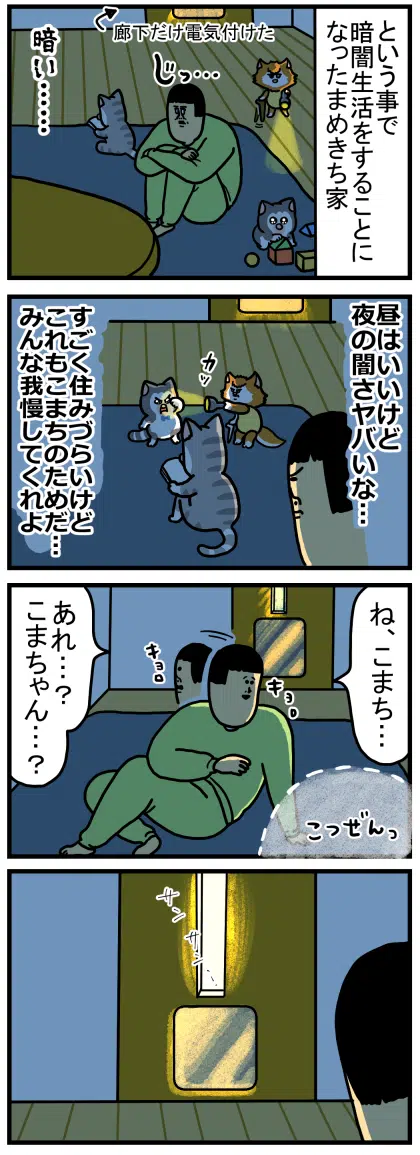 という事で
暗闇生活をすることに
なったまめきち家
廊下だけ電気付けた
じっ…
暗い……
昼はいいけど
夜の闇さヤバいな…
カッ
すごく住みづらいけど
これもこまちのためだ…
みんな我慢してくれよ
ね、こまち…
キョロ
キョロ
あれ…？
こまちゃん…？
こつぜんっ
サン
サン